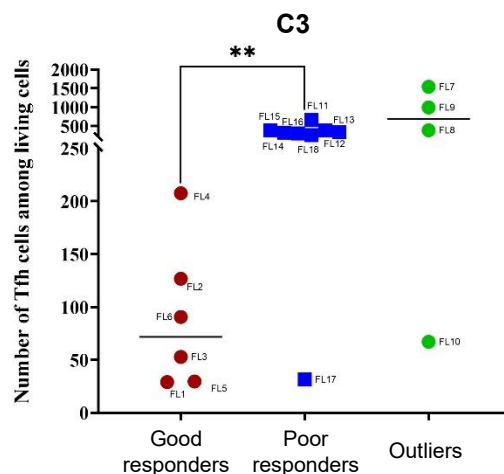 C3
Number of Tfh cells among living cells
2000
1500
1000
500
250
200
150
100
50
0
**
FL4
FL2
FL6
FL3
FL1
FL5
FL11
FL15
FL16
FL13
FL14
FL18
FL12
FL17
FL7
FL9
FL8
FL10
Good
responders
Poor
responders
Outliers